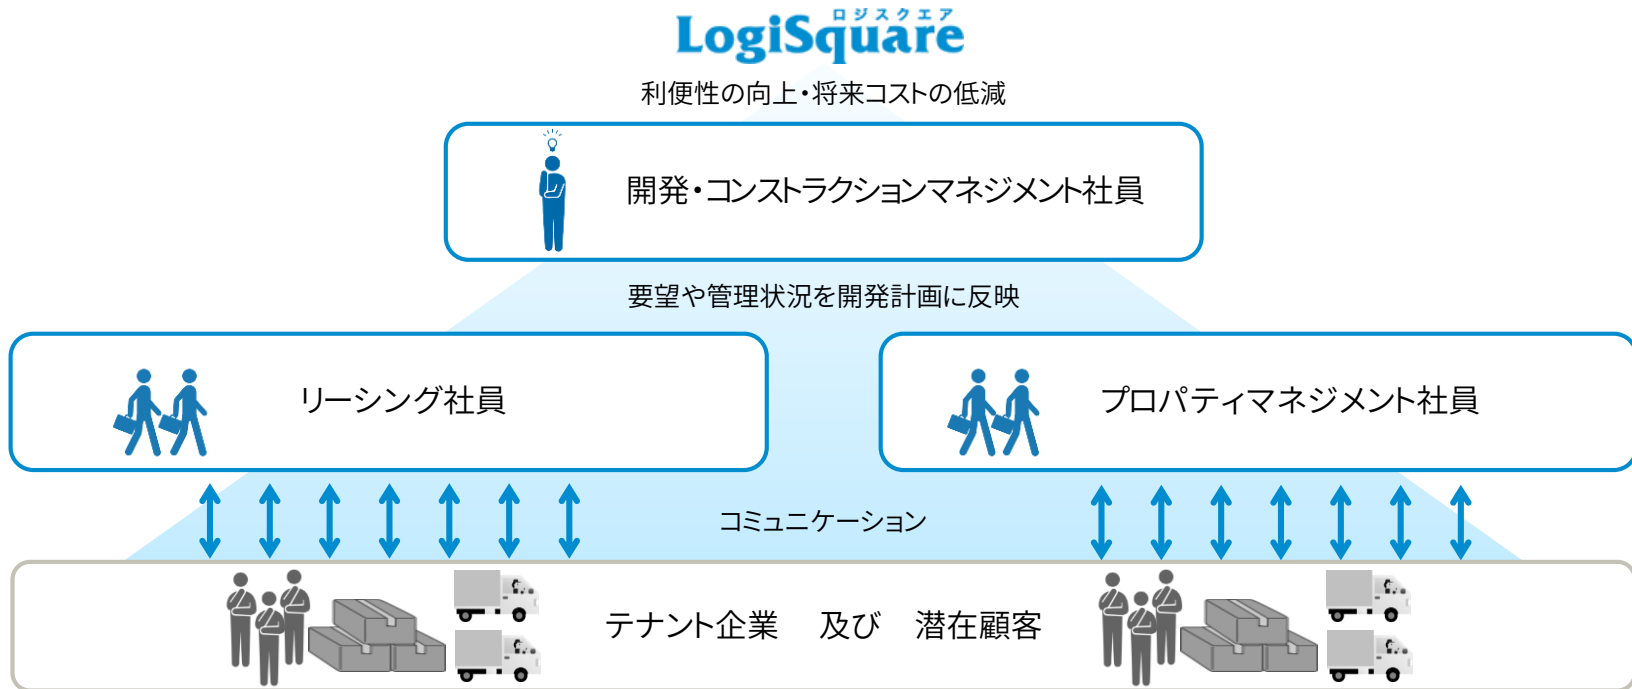 ロジスクエア
LogiSquare
利便性の向上・将来コストの低減
開発・コンストラクションマネジメント社員
要望や管理状況を開発計画に反映
リーシング社員
プロパティマネジメント社員
コミュニケーション
テナント企業 及び 潜在顧客